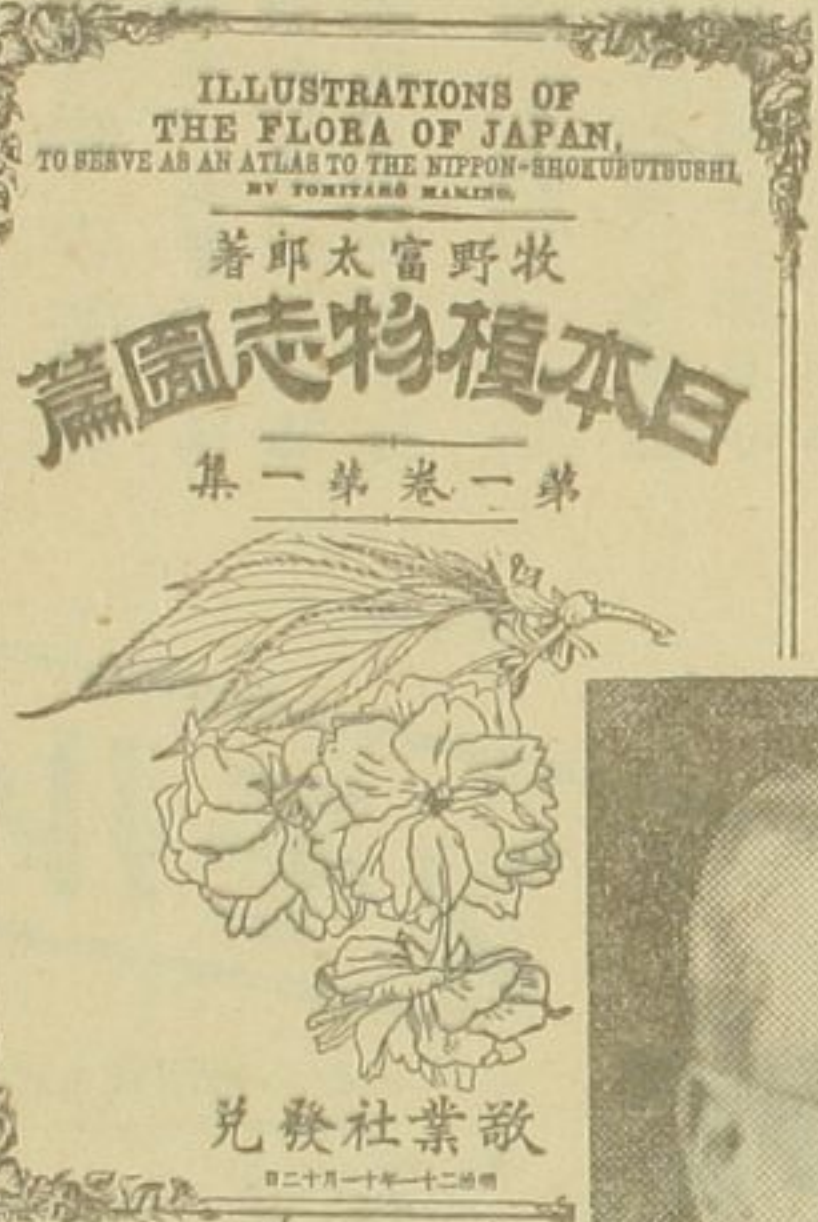 ILLUSTRATIONS OF
THE FLORA OF JAPAN,
TO SERVE AS AN ATLAS TO THE NIPPON-SHOKUBUTSUSHI,
BY TOMITARŌ MAKINO.
牧野富太郎著
日本植物志圖篇
第一卷第一集
敬業社發兌
明治二十一年十一月十二日